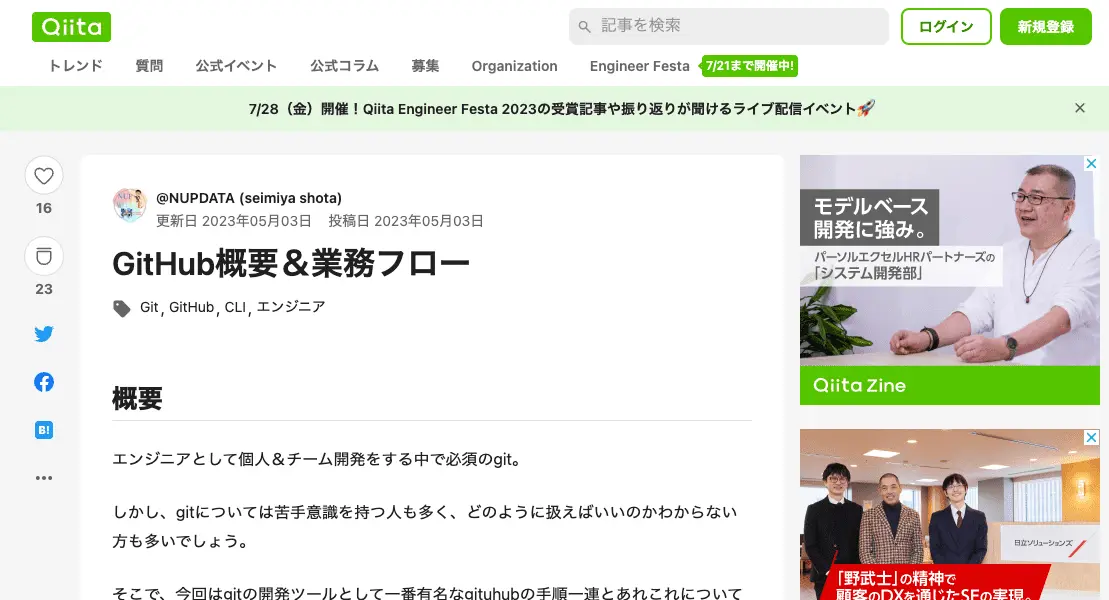 Qiita
記事を検索
ログイン
新規登録
トレンド 質問 公式イベント 公式コラム 募集 Organization Engineer Festa 7/21まで開催中!
7/28（金）開催！Qiita Engineer Festa 2023の受賞記事や振り返りが聞けるライブ配信イベント🚀
16
23
B!
@NUPDATA (seimiya shota)
更新日 2023年05月03日 投稿日 2023年05月03日
GitHub概要＆業務フロー
Git, GitHub, CLI, エンジニア
概要
エンジニアとして個人＆チーム開発をする中で必須のgit。
しかし、gitについては苦手意識を持つ人も多く、どのように扱えばいいのかわからない
方も多いでしょう。
そこで、今回はgitの開発ツールとして一番有名なgituhubの手順一連とあれこれについて
モデルベース
開発に強み。
パーソルエクセルHRパートナーズの
「システム開発部」
Qiita Zine
日立ソリューションズ
「野武士」の精神で
顧客のDXを通じたSEの実現。